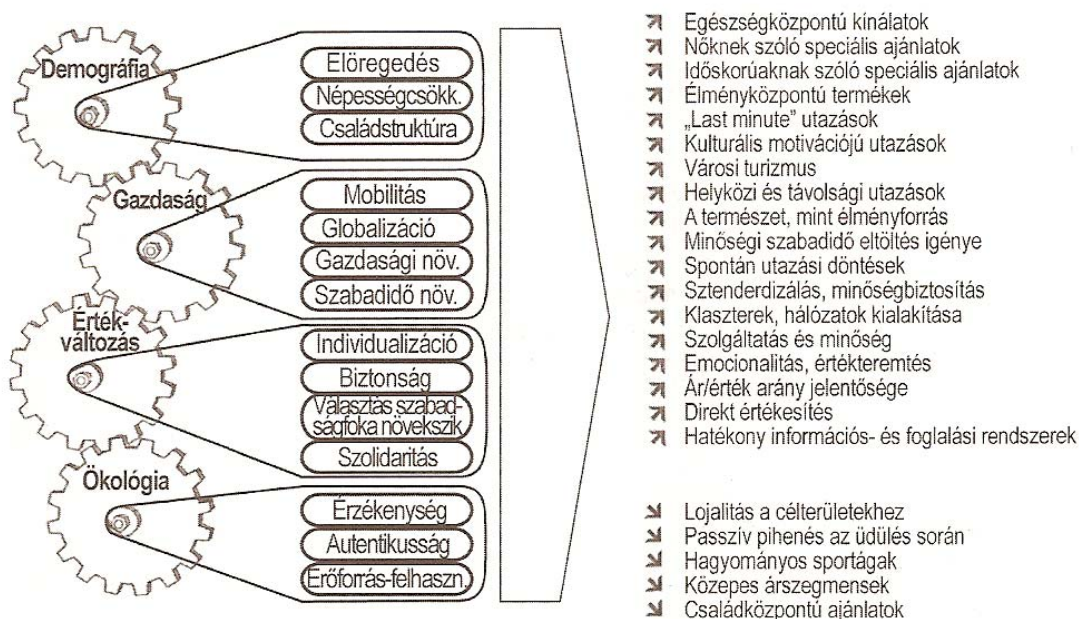 Demográfia
Elöregedés
Népességcsökk.
Családstruktúra
Gazdaság
Mobilitás
Globalizáció
Gazdasági növ.
Szabadidő növ.
Érték-
változás
Individualizáció
Biztonság
Választás szabad-
ságfoka növekszik
Szolidaritás
Ökológia
Érzékenység
Autentikusság
Erőforrás-felhaszn.
Egészségközpontú kínálatok
Nőknek szóló speciális ajánlatok
Időskorúaknak szóló speciális ajánlatok
Élményközpontú termékek
„Last minute” utazások
Kulturális motivációjú utazások
Városi turizmus
Helyközi és távolsági utazások
A természet, mint élményforrás
Minőségi szabadidő eltöltés igénye
Spontán utazási döntések
Sztenderdizálás, minőségbiztosítás
Klaszterek, hálózatok kialakítása
Szolgáltatás és minőség
Emocionalitás, értékteremtés
Ár/érték arány jelentősége
Direkt értékesítés
Hatékony információs- és foglalási rendszerek
Lojalitás a célterületekhez
Passzív pihenés az üdülés során
Hagyományos sportágak
Közepes árszegmensek
Családközpontú ajánlatok